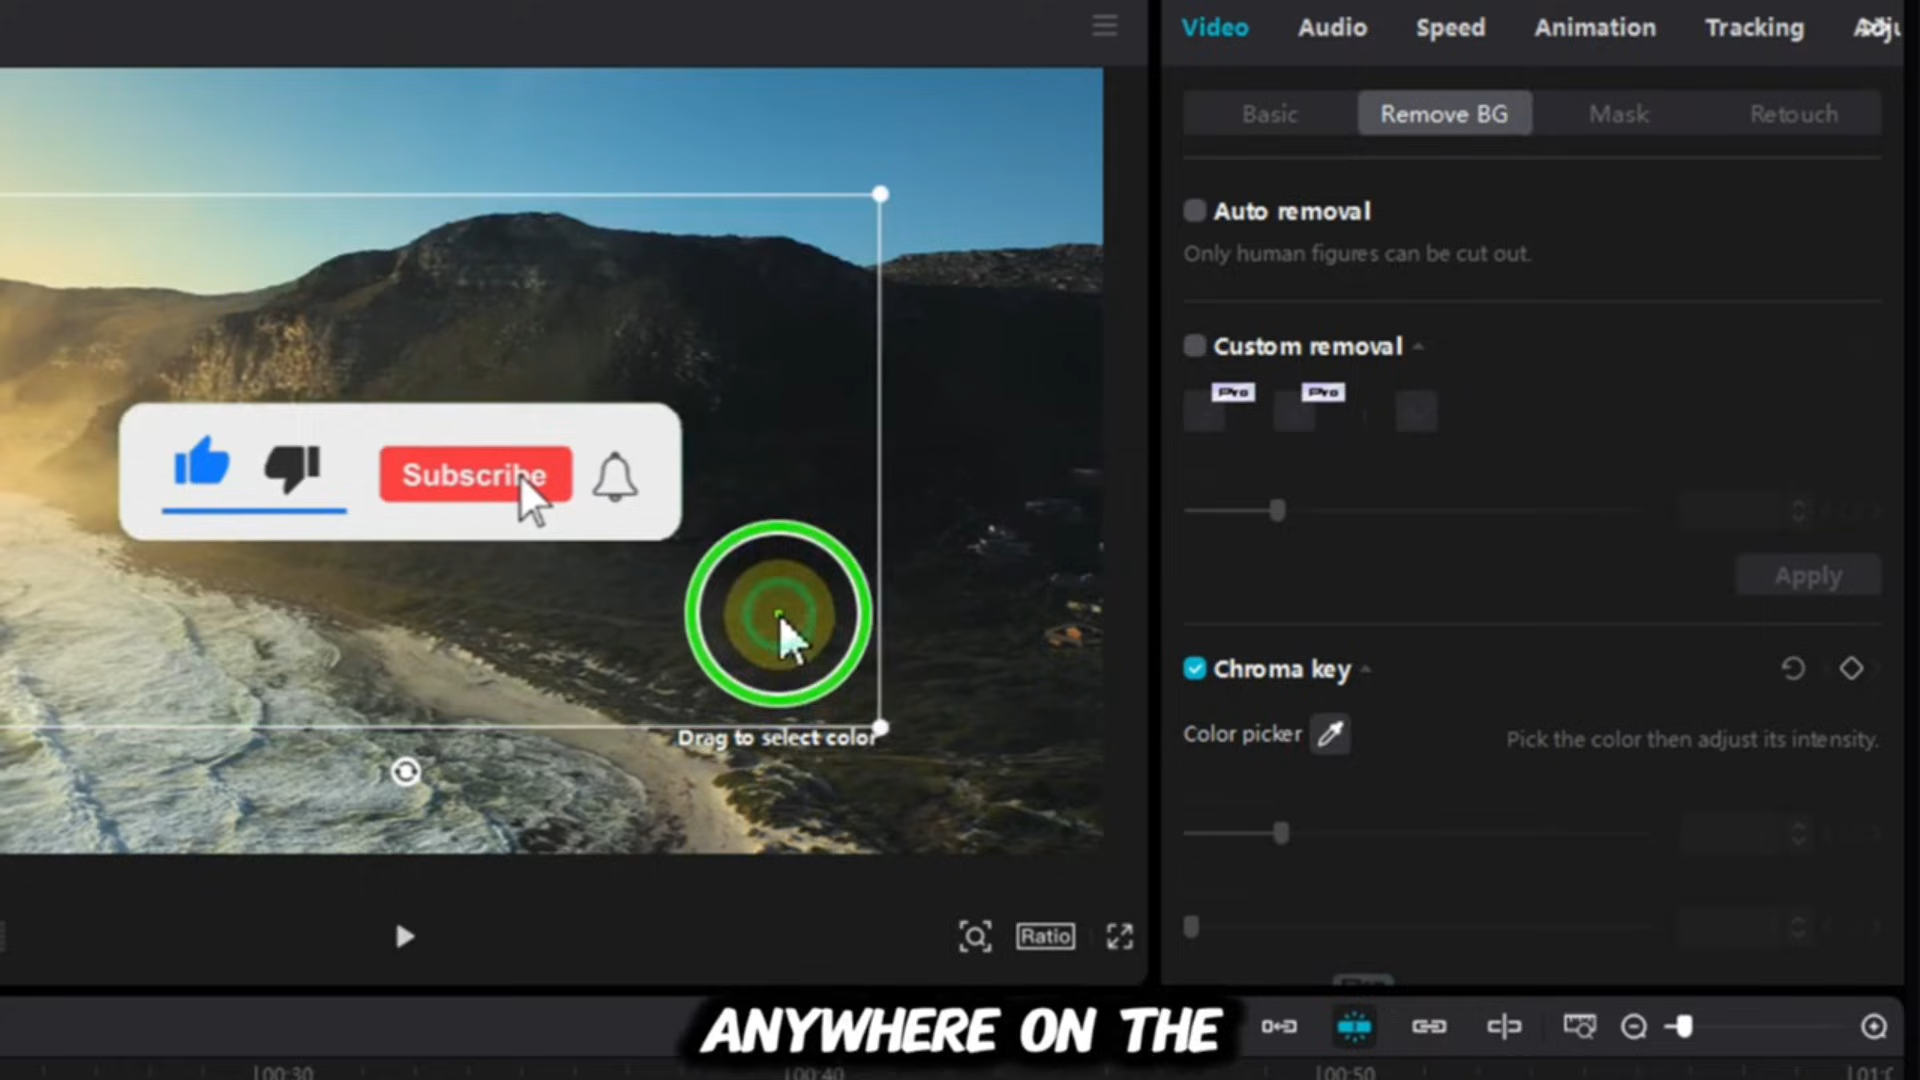 Video Audio Speed Animation Tracking
Basic Remove BG Mask Retouch
Auto removal
Only human figures can be cut out.
Custom removal
Pro Pro
Subscribe
Apply
Chroma key
Color picker Pick the color then adjust its intensity.
Drag to select color
Ratio
ANYWHERE ON THE
00:30 00:40 00:50